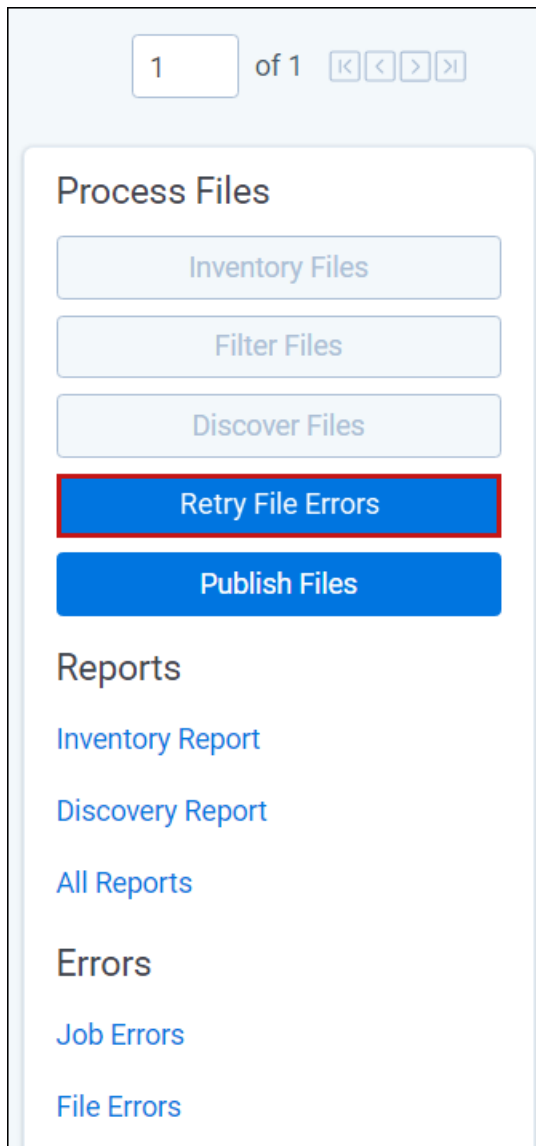 1 of 1
Process Files
Inventory Files
Filter Files
Discover Files
Retry File Errors
Publish Files
Reports
Inventory Report
Discovery Report
All Reports
Errors
Job Errors
File Errors